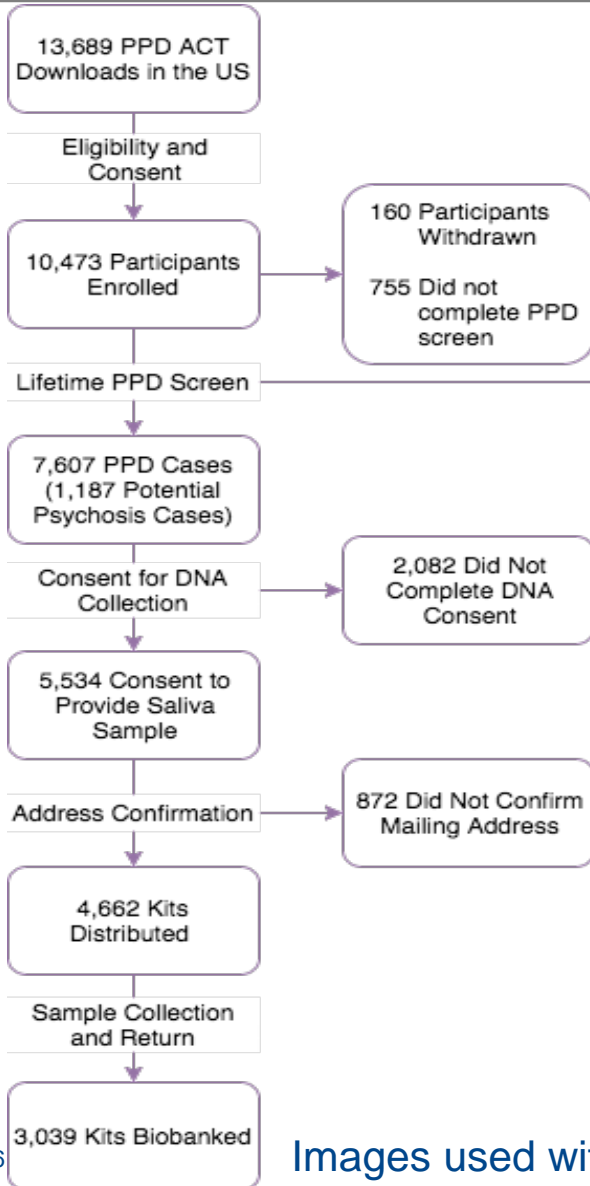 13,689 PPD ACT
Downloads in the US
Eligibility and
Consent
10,473 Participants
Enrolled
160 Participants
Withdrawn
755 Did not
complete PPD
screen
Lifetime PPD Screen
7,607 PPD Cases
(1,187 Potential
Psychosis Cases)
Consent for DNA
Collection
2,082 Did Not
Complete DNA
Consent
5,534 Consent to
Provide Saliva
Sample
Address Confirmation
872 Did Not Confirm
Mailing Address
4,662 Kits
Distributed
Sample Collection
and Return
3,039 Kits Biobanked
Images used